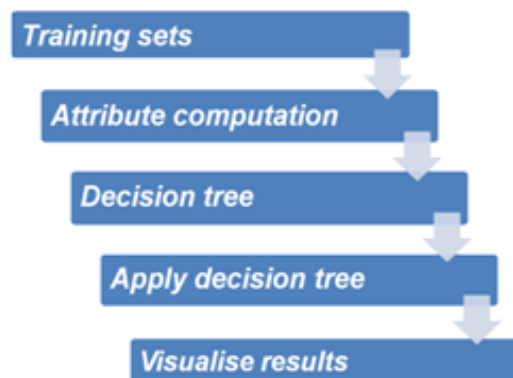 Training sets
Attribute computation
Decision tree
Apply decision tree
Visualise results